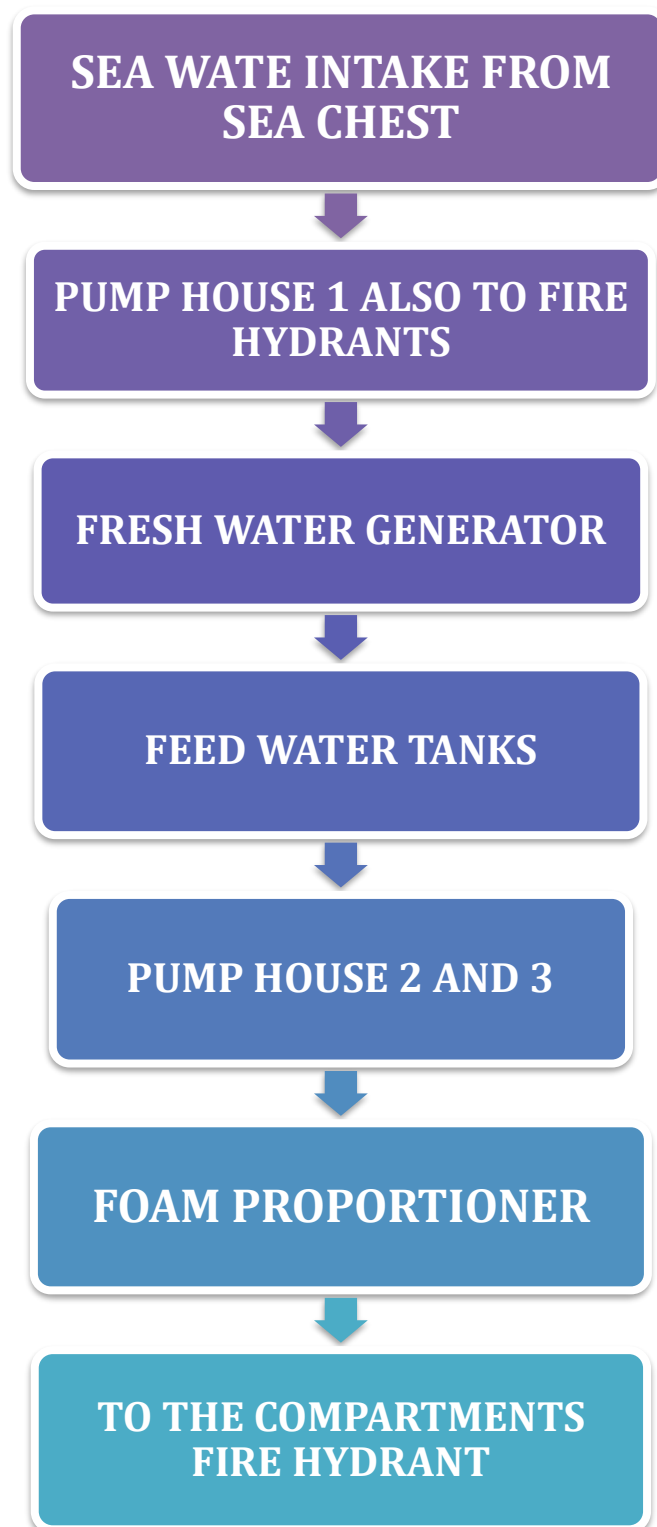 SEA WATE INTAKE FROM
SEA CHEST
PUMP HOUSE 1 ALSO TO FIRE
HYDRANTS
FRESH WATER GENERATOR
FEED WATER TANKS
PUMP HOUSE 2 AND 3
FOAM PROPORTIONER
TO THE COMPARTMENTS
FIRE HYDRANT